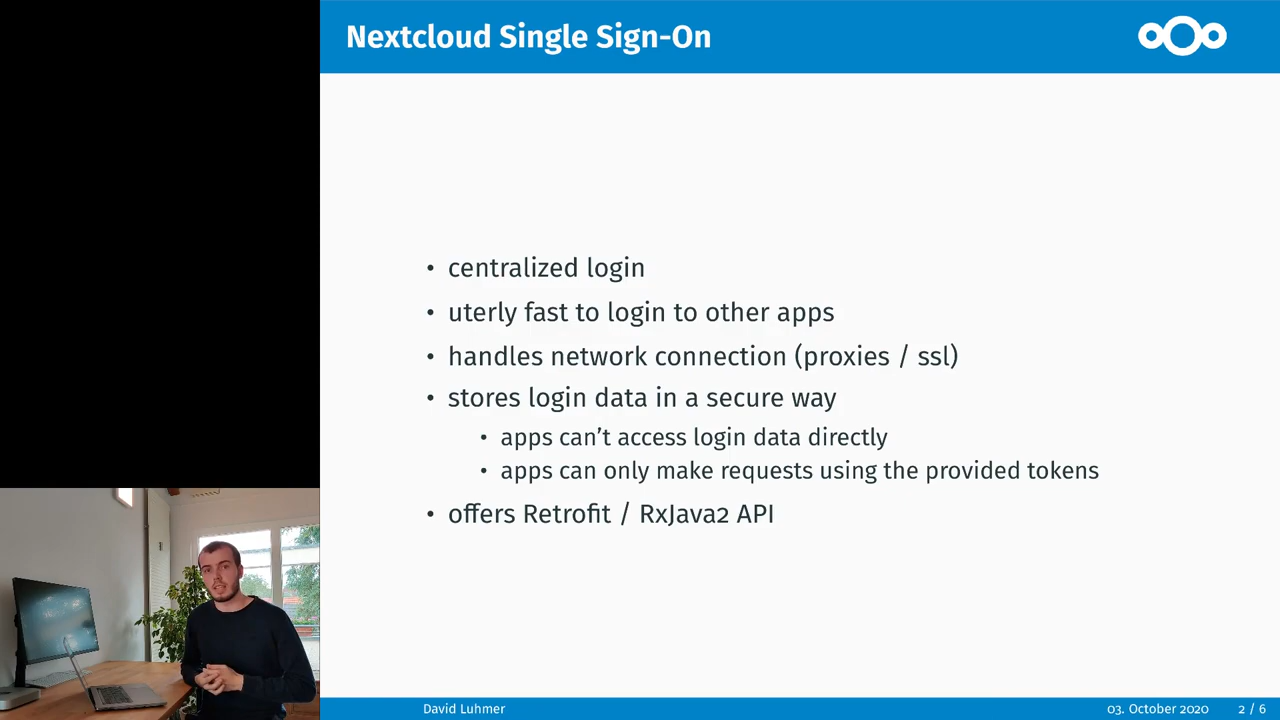 Nextcloud Single Sign-On
• centralized login
• uterly fast to login to other apps
• handles network connection (proxies / ssl)
• stores login data in a secure way
• apps can't access login data directly
• apps can only make requests using the provided tokens
• offers Retrofit / RxJava2 API
David Luhmer
03. October 2020
2 / 6